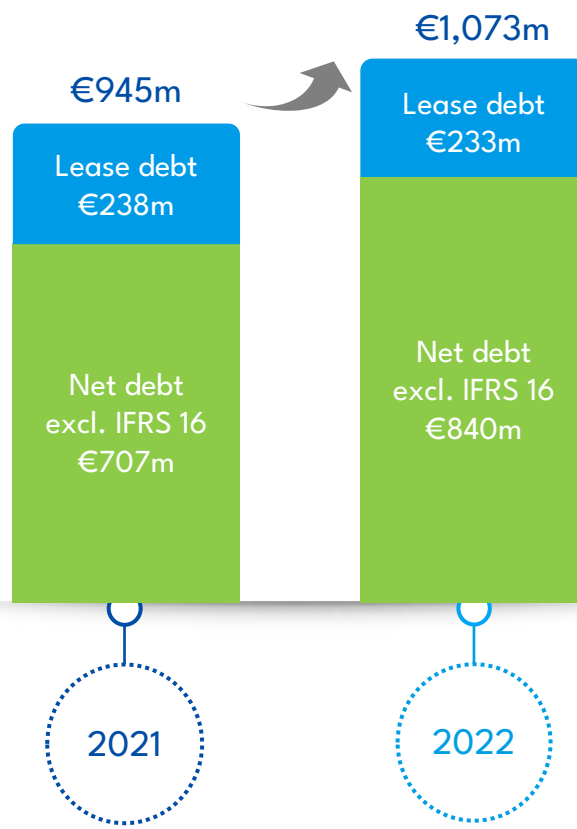 €945m
Lease debt
€238m
Net debt
excl. IFRS 16
€707m
2021
€1,073m
Lease debt
€233m
Net debt
excl. IFRS 16
€840m
2022